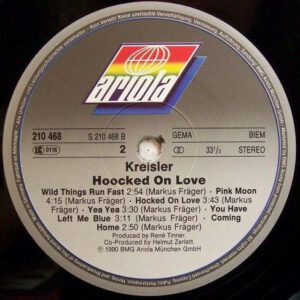 ariola
210 468 S 210 468 B GEMA BIEM
LC 0116 2 33⅓ STEREO
Kreisler
Hoocked On Love
Wild Things Run Fast 2:54 (Markus Fräger) · Pink Moon
4:15 (Markus Fräger) · Hocked On Love 3:43 (Markus
Fräger) · Yea Yea 3:30 (Markus Fräger) · You Have
Left Me Blue 3:11 (Markus Fräger) · Coming
Home 2:50 (Markus Fräger)
Produced by René Tinner.
Co-Produced by Helmut Zerlett.
℗ 1990 BMG Ariola München GmbH